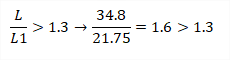 L/L1 > 1.3 → 34.8/21.75 = 1.6 > 1.3